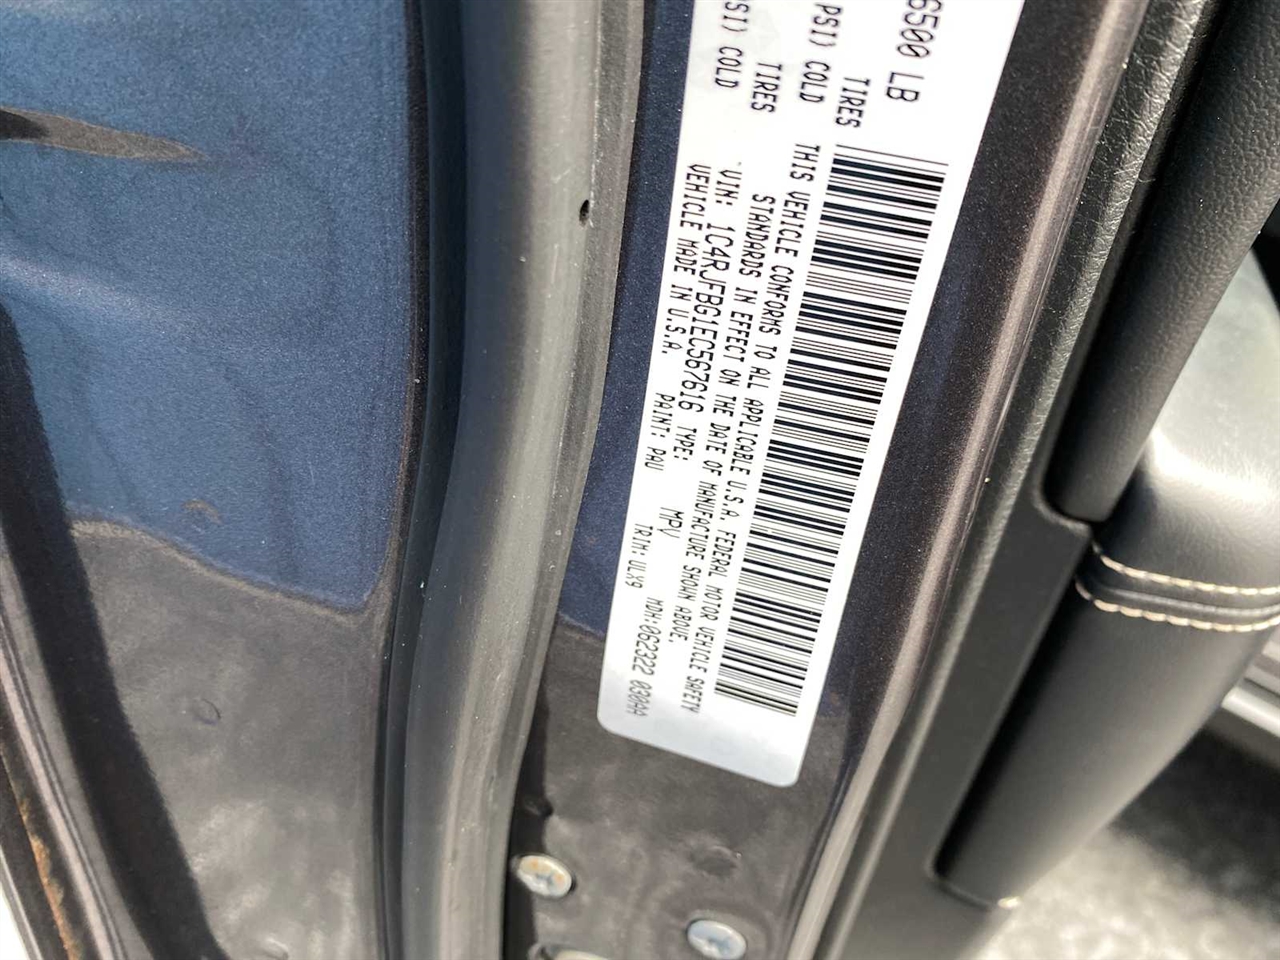 6500 LB
TIRES
PSI) COLD
TIRES
PSI) COLD
THIS VEHICLE CONFORMS TO ALL APPLICABLE U.S.A. FEDERAL MOTOR VEHICLE SAFETY
STANDARDS IN EFFECT ON THE DATE OF MANUFACTURE SHOWN ABOVE.
VIN: 1C4RJFBG1EC567616 TYPE: MPV MDH:062322 030AA
VEHICLE MADE IN U.S.A. PAINT: PAU TRIM: ULX9